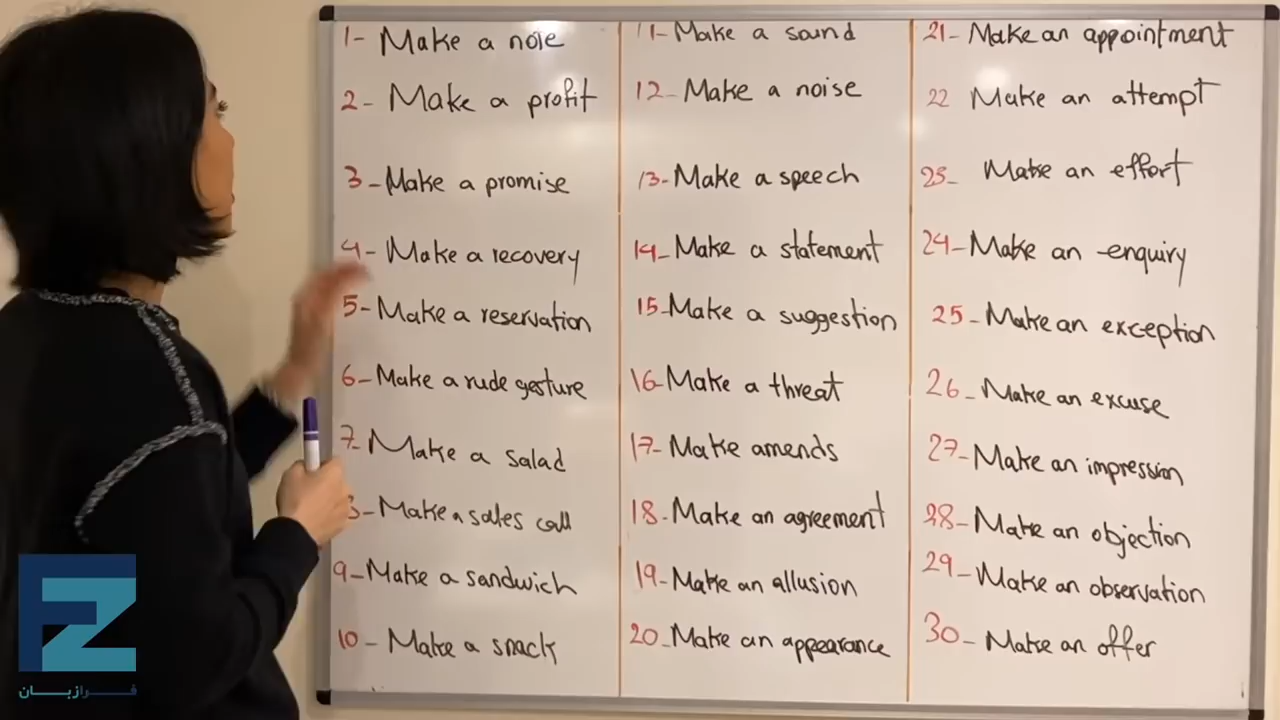 1- Make a note
2- Make a profit
3- Make a promise
4- Make a recovery
5- Make a reservation
6- Make a rude gesture
7- Make a salad
8- Make a sales call
9- Make a sandwich
10- Make a snack
11- Make a sound
12- Make a noise
13- Make a speech
14- Make a statement
15- Make a suggestion
16- Make a threat
17- Make amends
18- Make an agreement
19- Make an allusion
20- Make an appearance
21- Make an appointment
22 Make an attempt
23- Make an effort
24- Make an enquiry
25- Make an exception
26- Make an excuse
27- Make an impression
28- Make an objection
29- Make an observation
30- Make an offer
FZ
فرازبان